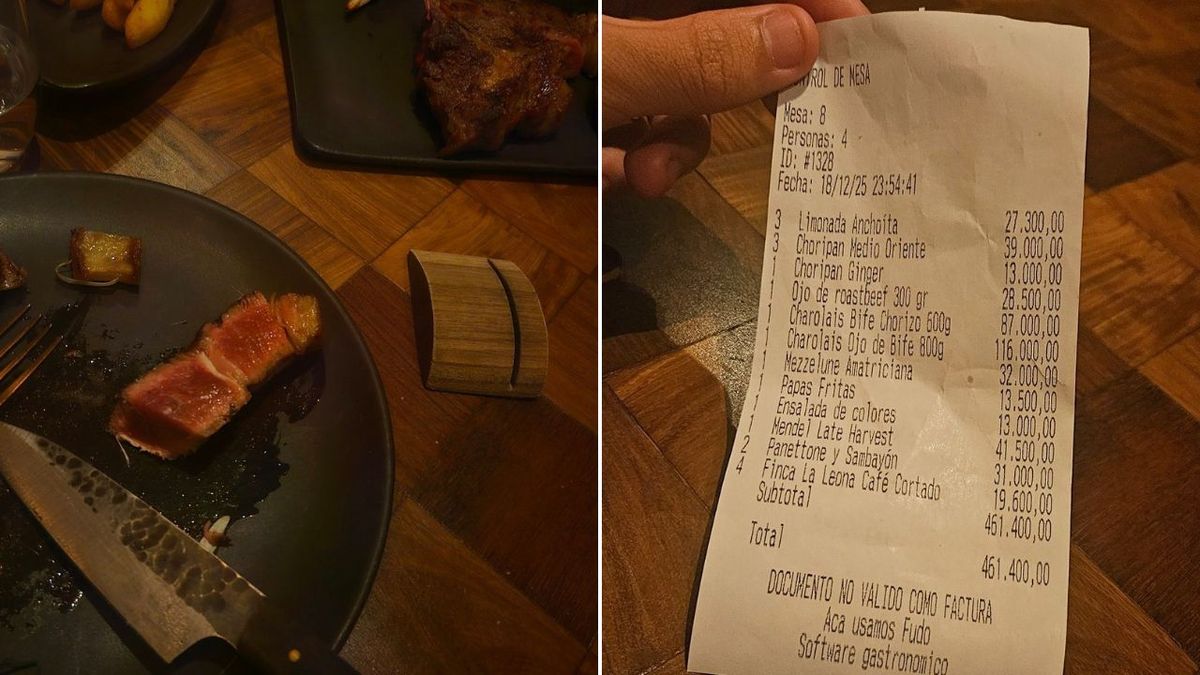 CONTROL DE MESA
Mesa: 8
Personas: 4
ID: #1328
Fecha: 18/12/25 23:54:41
3 Limonada Anchoita 27.300,00
3 Choripan Medio Oriente 39.000,00
1 Choripan Ginger 13.000,00
1 Ojo de roastbeef 300 gr 28.500,00
1 Charolais Bife Chorizo 600g 87.000,00
1 Charolais Ojo de Bife 800g 116.000,00
1 Mezzelune Amatriciana 32.000,00
1 Papas Fritas 13.500,00
1 Ensalada de colores 13.000,00
1 Mendel Late Harvest 41.500,00
2 Panettone y Sambayón 31.000,00
4 Finca La Leona Café Cortado 19.600,00
Subtotal 461.400,00
Total 461.400,00
DOCUMENTO NO VALIDO COMO FACTURA
Aca usamos Fudo
Software gastronomico